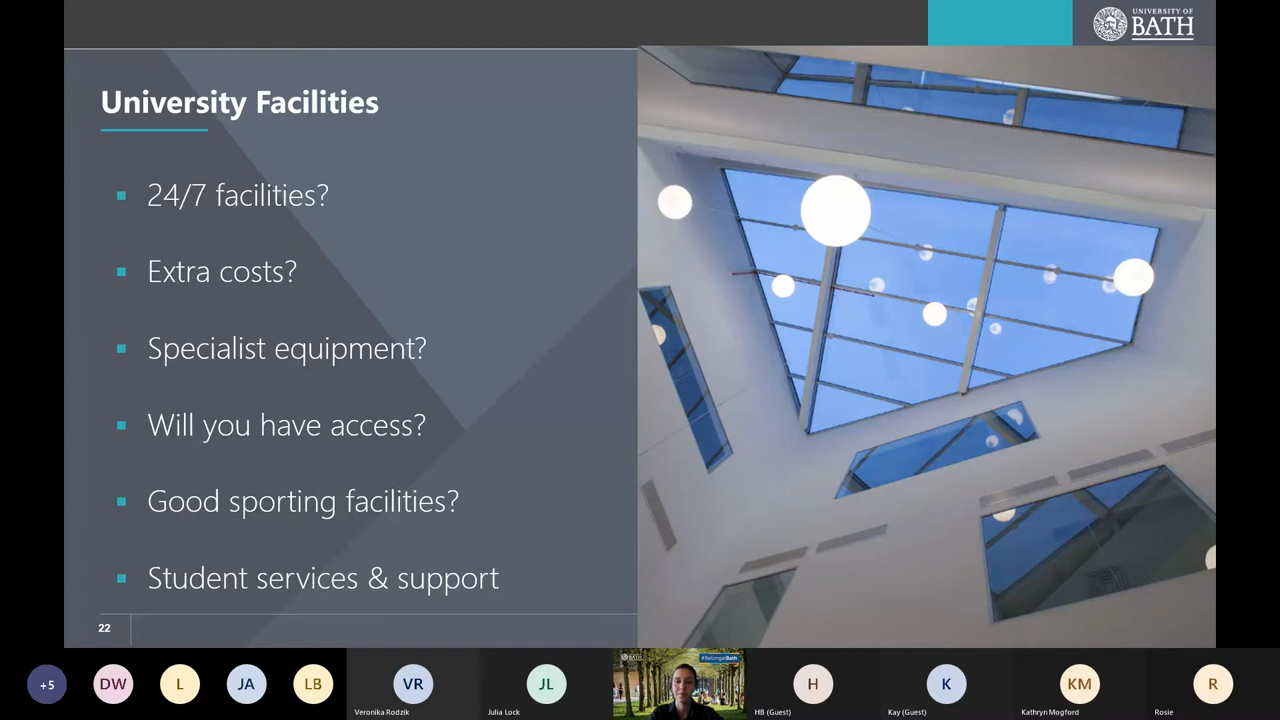 UNIVERSITY OF
BATH
University Facilities
24/7 facilities?
Extra costs?
Specialist equipment?
Will you have access?
Good sporting facilities?
Student services & support
22
+5
DW
L
JA
LB
VR
Veronika Rodzik
JL
Julia Lock
BATH
#BelongatBath
H
HB (Guest)
K
Kay (Guest)
KM
Kathryn Mogford
R
Rosie